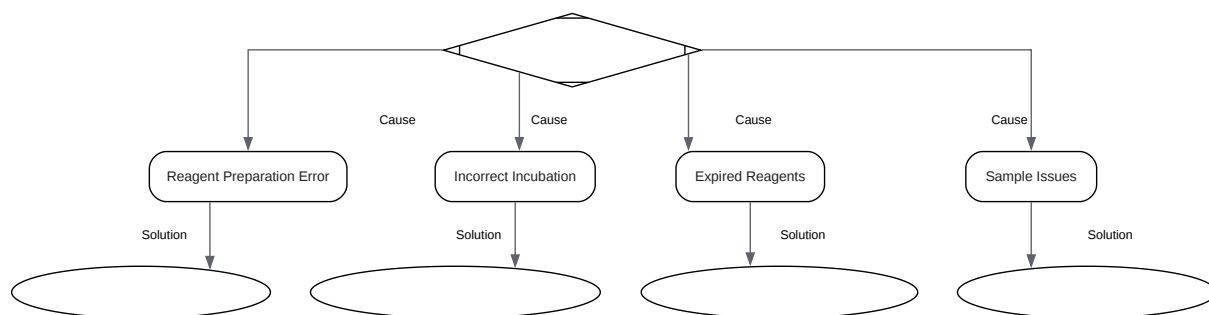 Cause
Cause
Cause
Cause
Reagent Preparation Error
Incorrect Incubation
Expired Reagents
Sample Issues
Solution
Solution
Solution
Solution